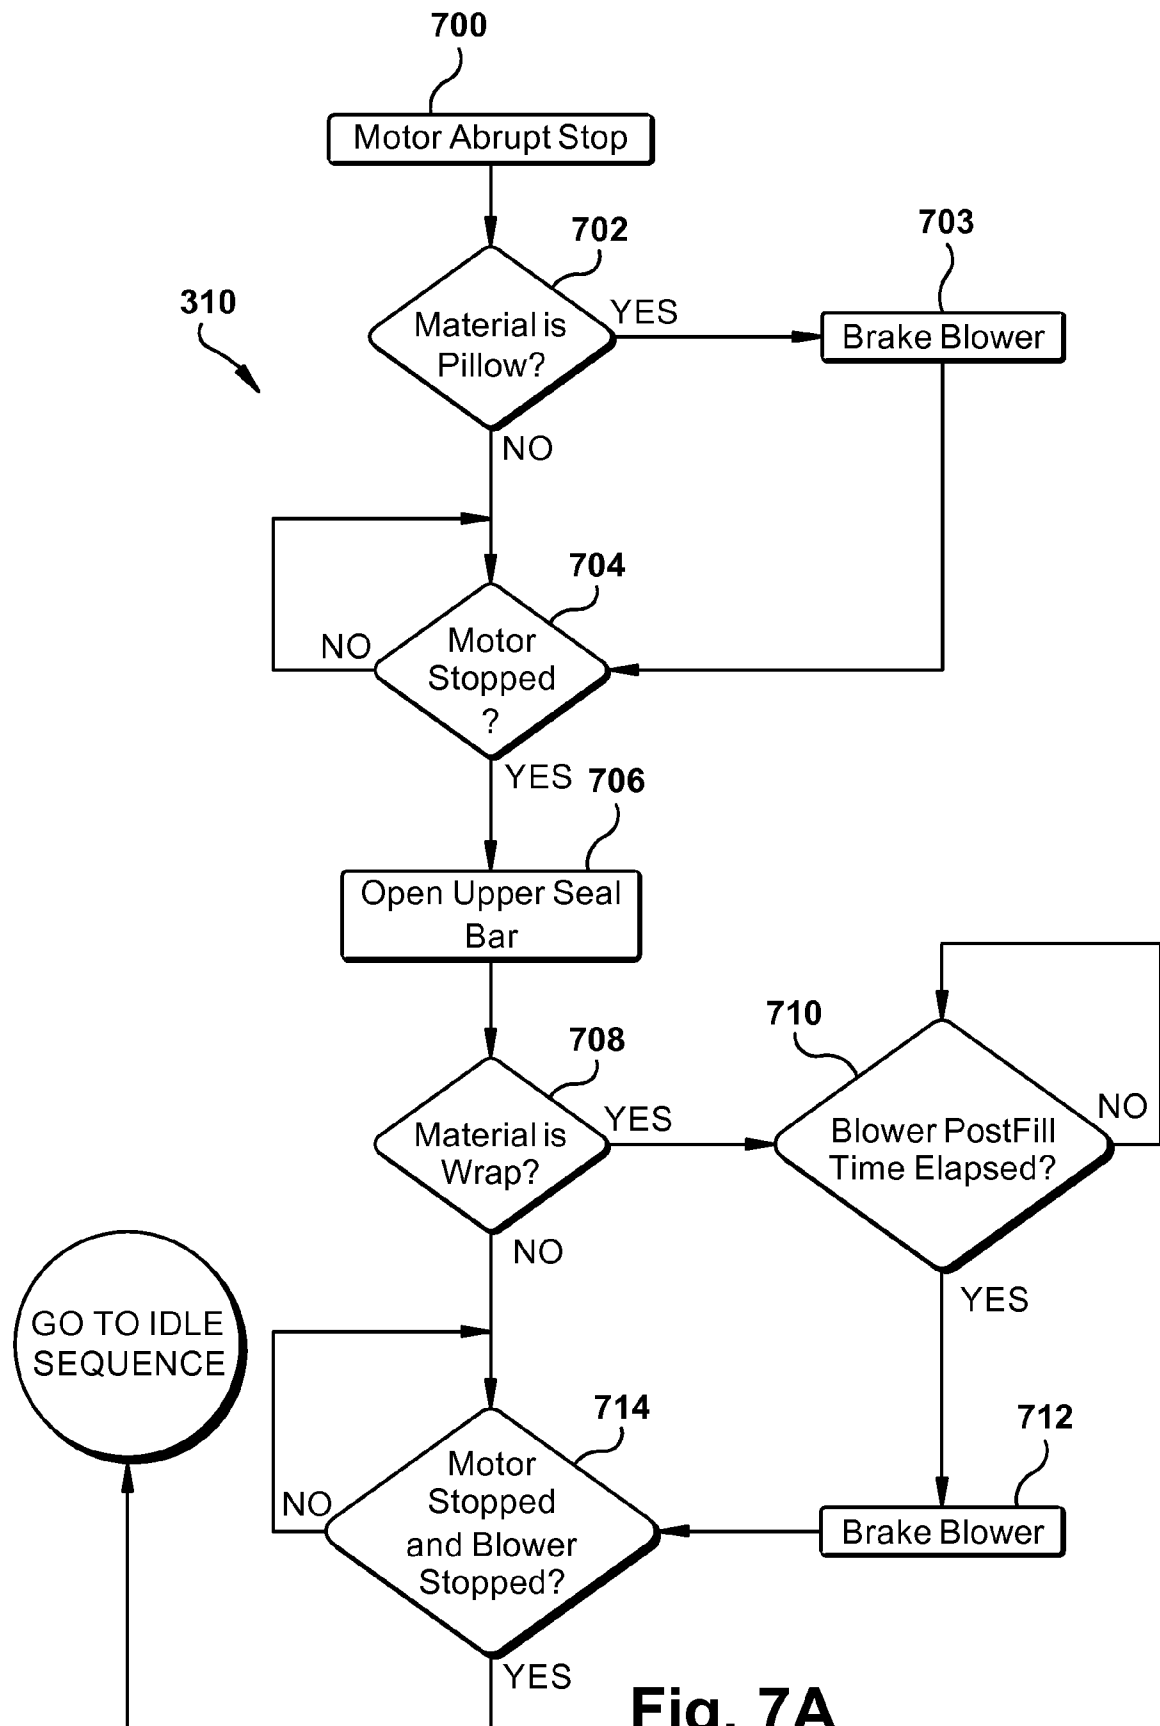 700
Motor Abrupt Stop
702
703
310
Material is
Pillow?
YES
Brake Blower
NO
704
Motor
Stopped
?
NO
YES
706
Open Upper Seal
Bar
710
708
Material is
Wrap?
YES
Blower PostFill
Time Elapsed?
NO
NO
YES
GO TO IDLE
SEQUENCE
714
712
Motor
Stopped
and Blower
Stopped?
NO
Brake Blower
YES
Fig. 7A